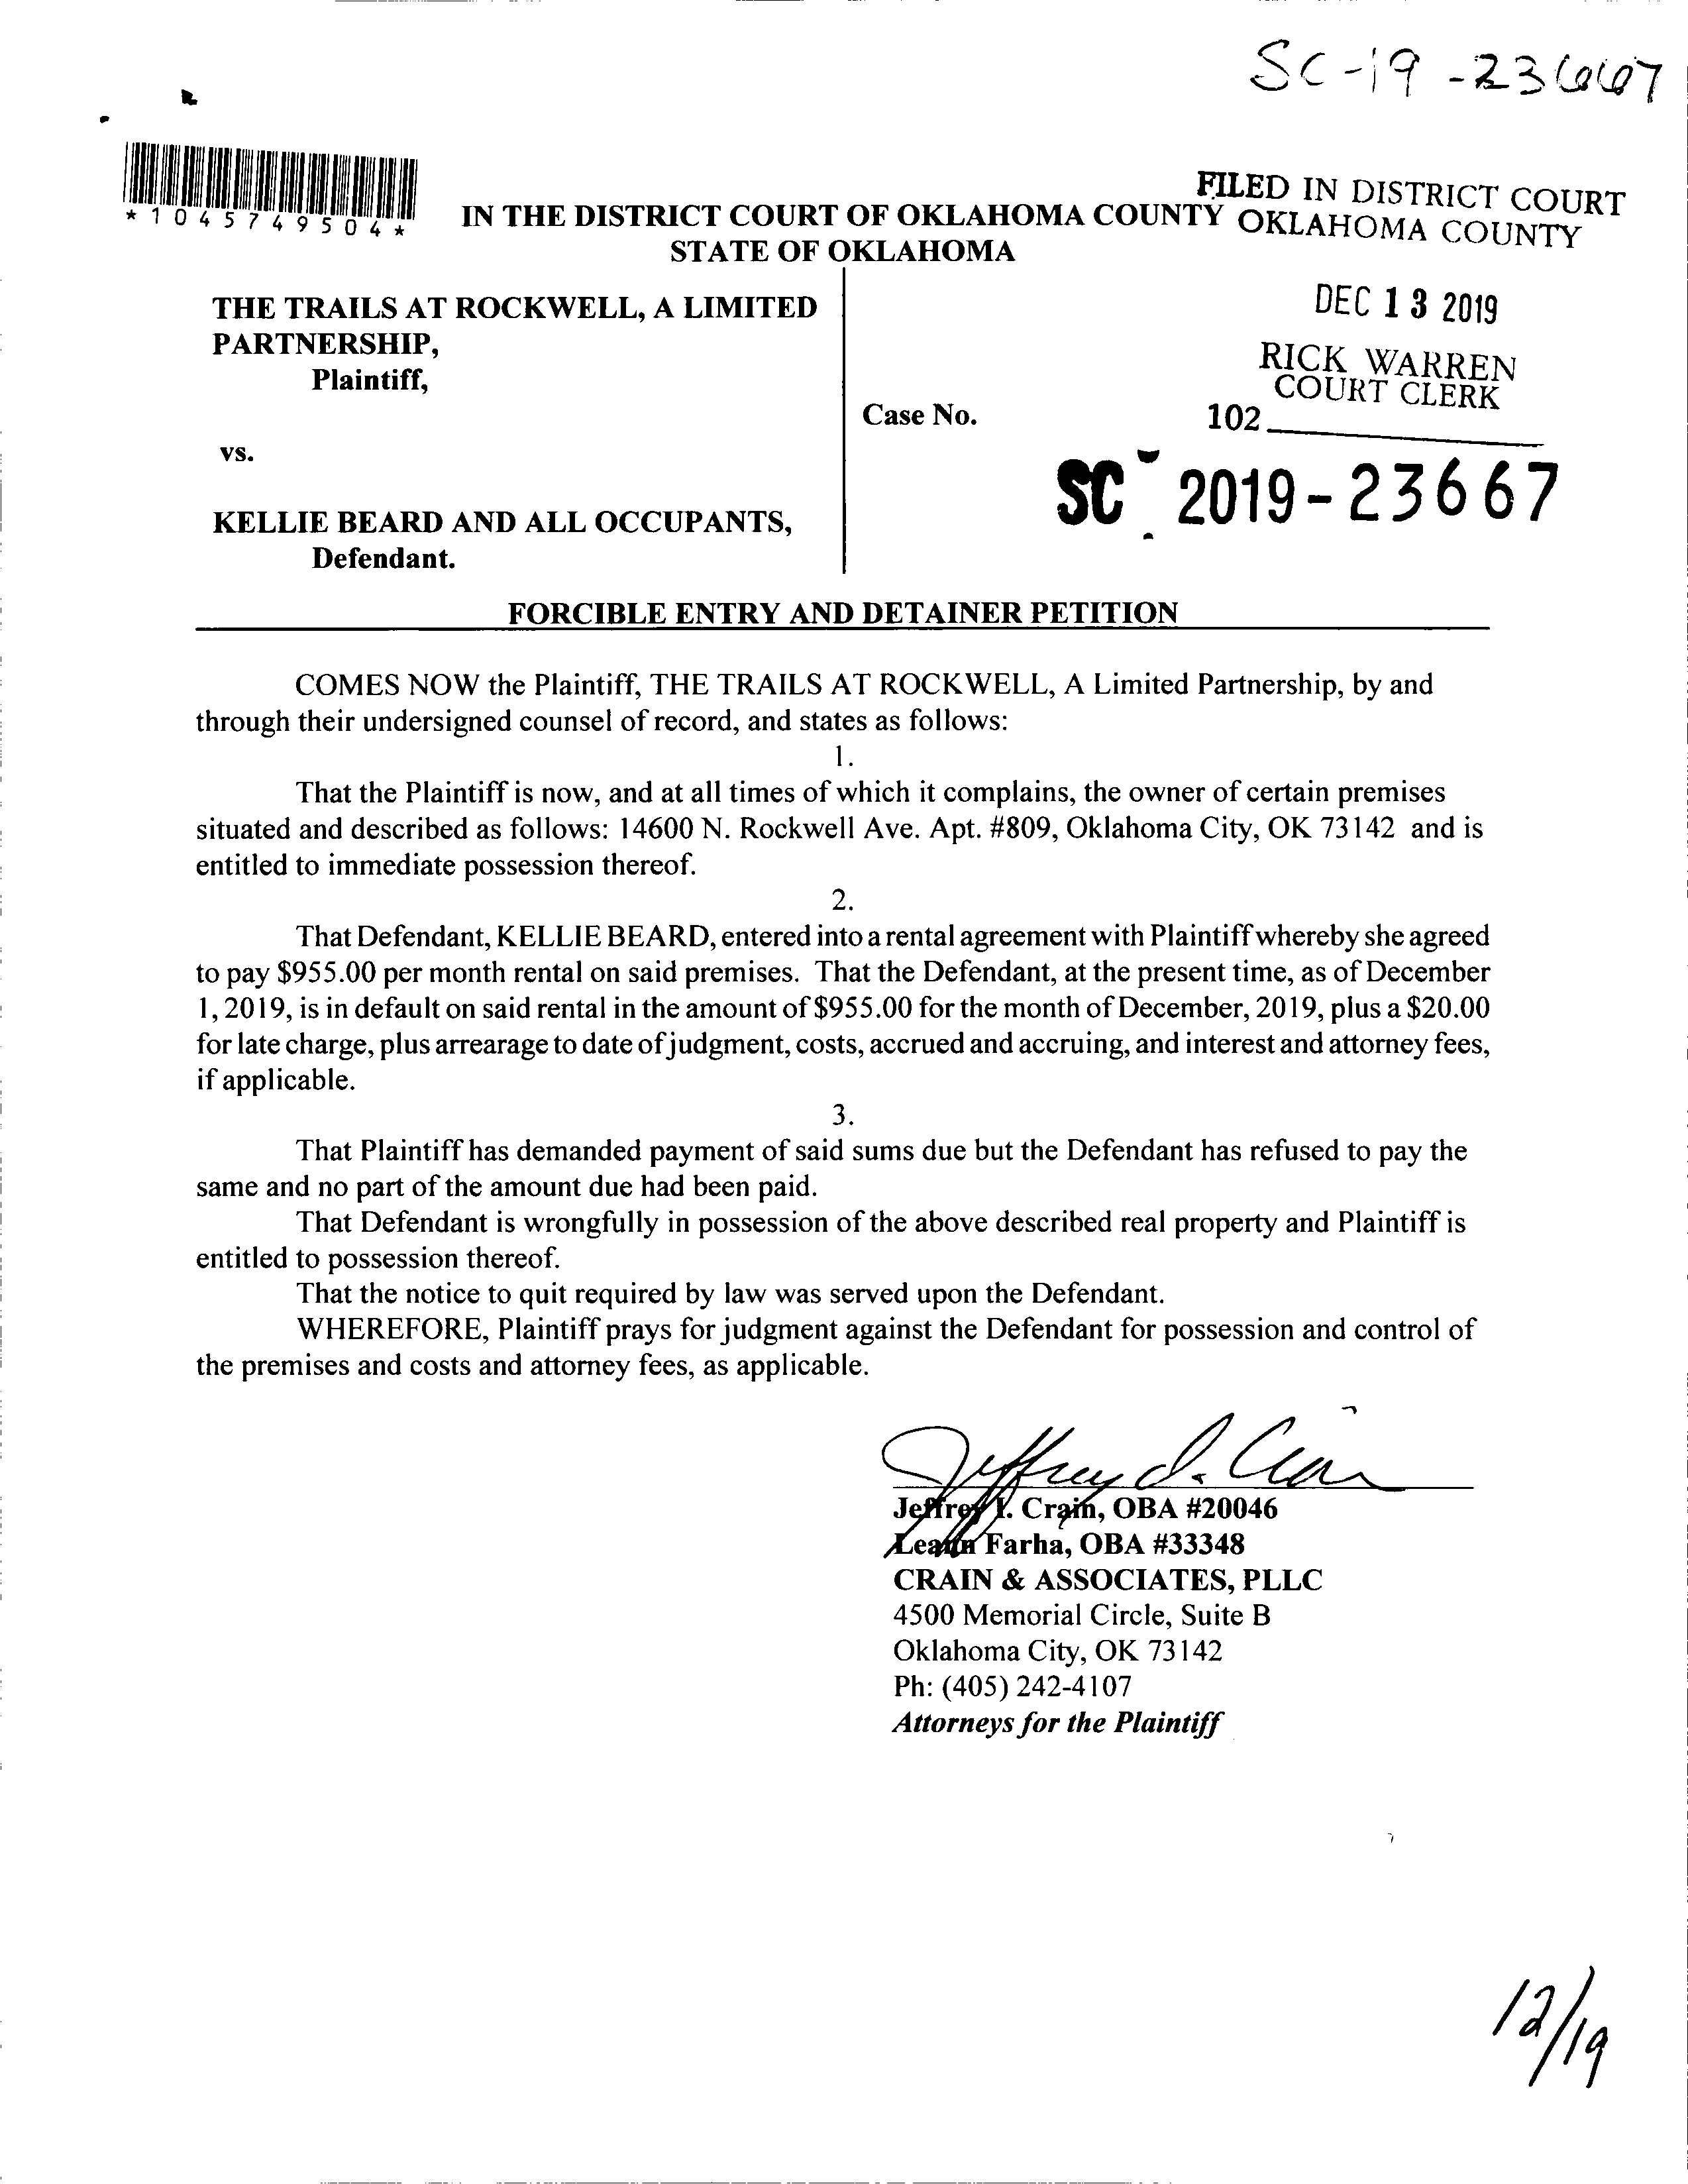 SC-19-23667
*1045749504*
FILED IN DISTRICT COURT
OKLAHOMA COUNTY
IN THE DISTRICT COURT OF OKLAHOMA COUNTY
STATE OF OKLAHOMA
THE TRAILS AT ROCKWELL, A LIMITED
PARTNERSHIP,
Plaintiff,
vs.
KELLIE BEARD AND ALL OCCUPANTS,
Defendant.
Case No.
DEC 13 2019
RICK WARREN
COURT CLERK
102
SC - 2019-23667
FORCIBLE ENTRY AND DETAINER PETITION
COMES NOW the Plaintiff, THE TRAILS AT ROCKWELL, A Limited Partnership, by and
through their undersigned counsel of record, and states as follows:
1.
That the Plaintiff is now, and at all times of which it complains, the owner of certain premises
situated and described as follows: 14600 N. Rockwell Ave. Apt. #809, Oklahoma City, OK 73142 and is
entitled to immediate possession thereof.
2.
That Defendant, KELLIE BEARD, entered into a rental agreement with Plaintiff whereby she agreed
to pay $955.00 per month rental on said premises. That the Defendant, at the present time, as of December
1, 2019, is in default on said rental in the amount of $955.00 for the month of December, 2019, plus a $20.00
for late charge, plus arrearage to date of judgment, costs, accrued and accruing, and interest and attorney fees,
if applicable.
3.
That Plaintiff has demanded payment of said sums due but the Defendant has refused to pay the
same and no part of the amount due had been paid.
That Defendant is wrongfully in possession of the above described real property and Plaintiff is
entitled to possession thereof.
That the notice to quit required by law was served upon the Defendant.
WHEREFORE, Plaintiff prays for judgment against the Defendant for possession and control of
the premises and costs and attorney fees, as applicable.
Jeffrey I. Crain
Jeffrey I. Crain, OBA #20046
Leann Farha, OBA #33348
CRAIN & ASSOCIATES, PLLC
4500 Memorial Circle, Suite B
Oklahoma City, OK 73142
Ph: (405) 242-4107
Attorneys for the Plaintiff
12/19